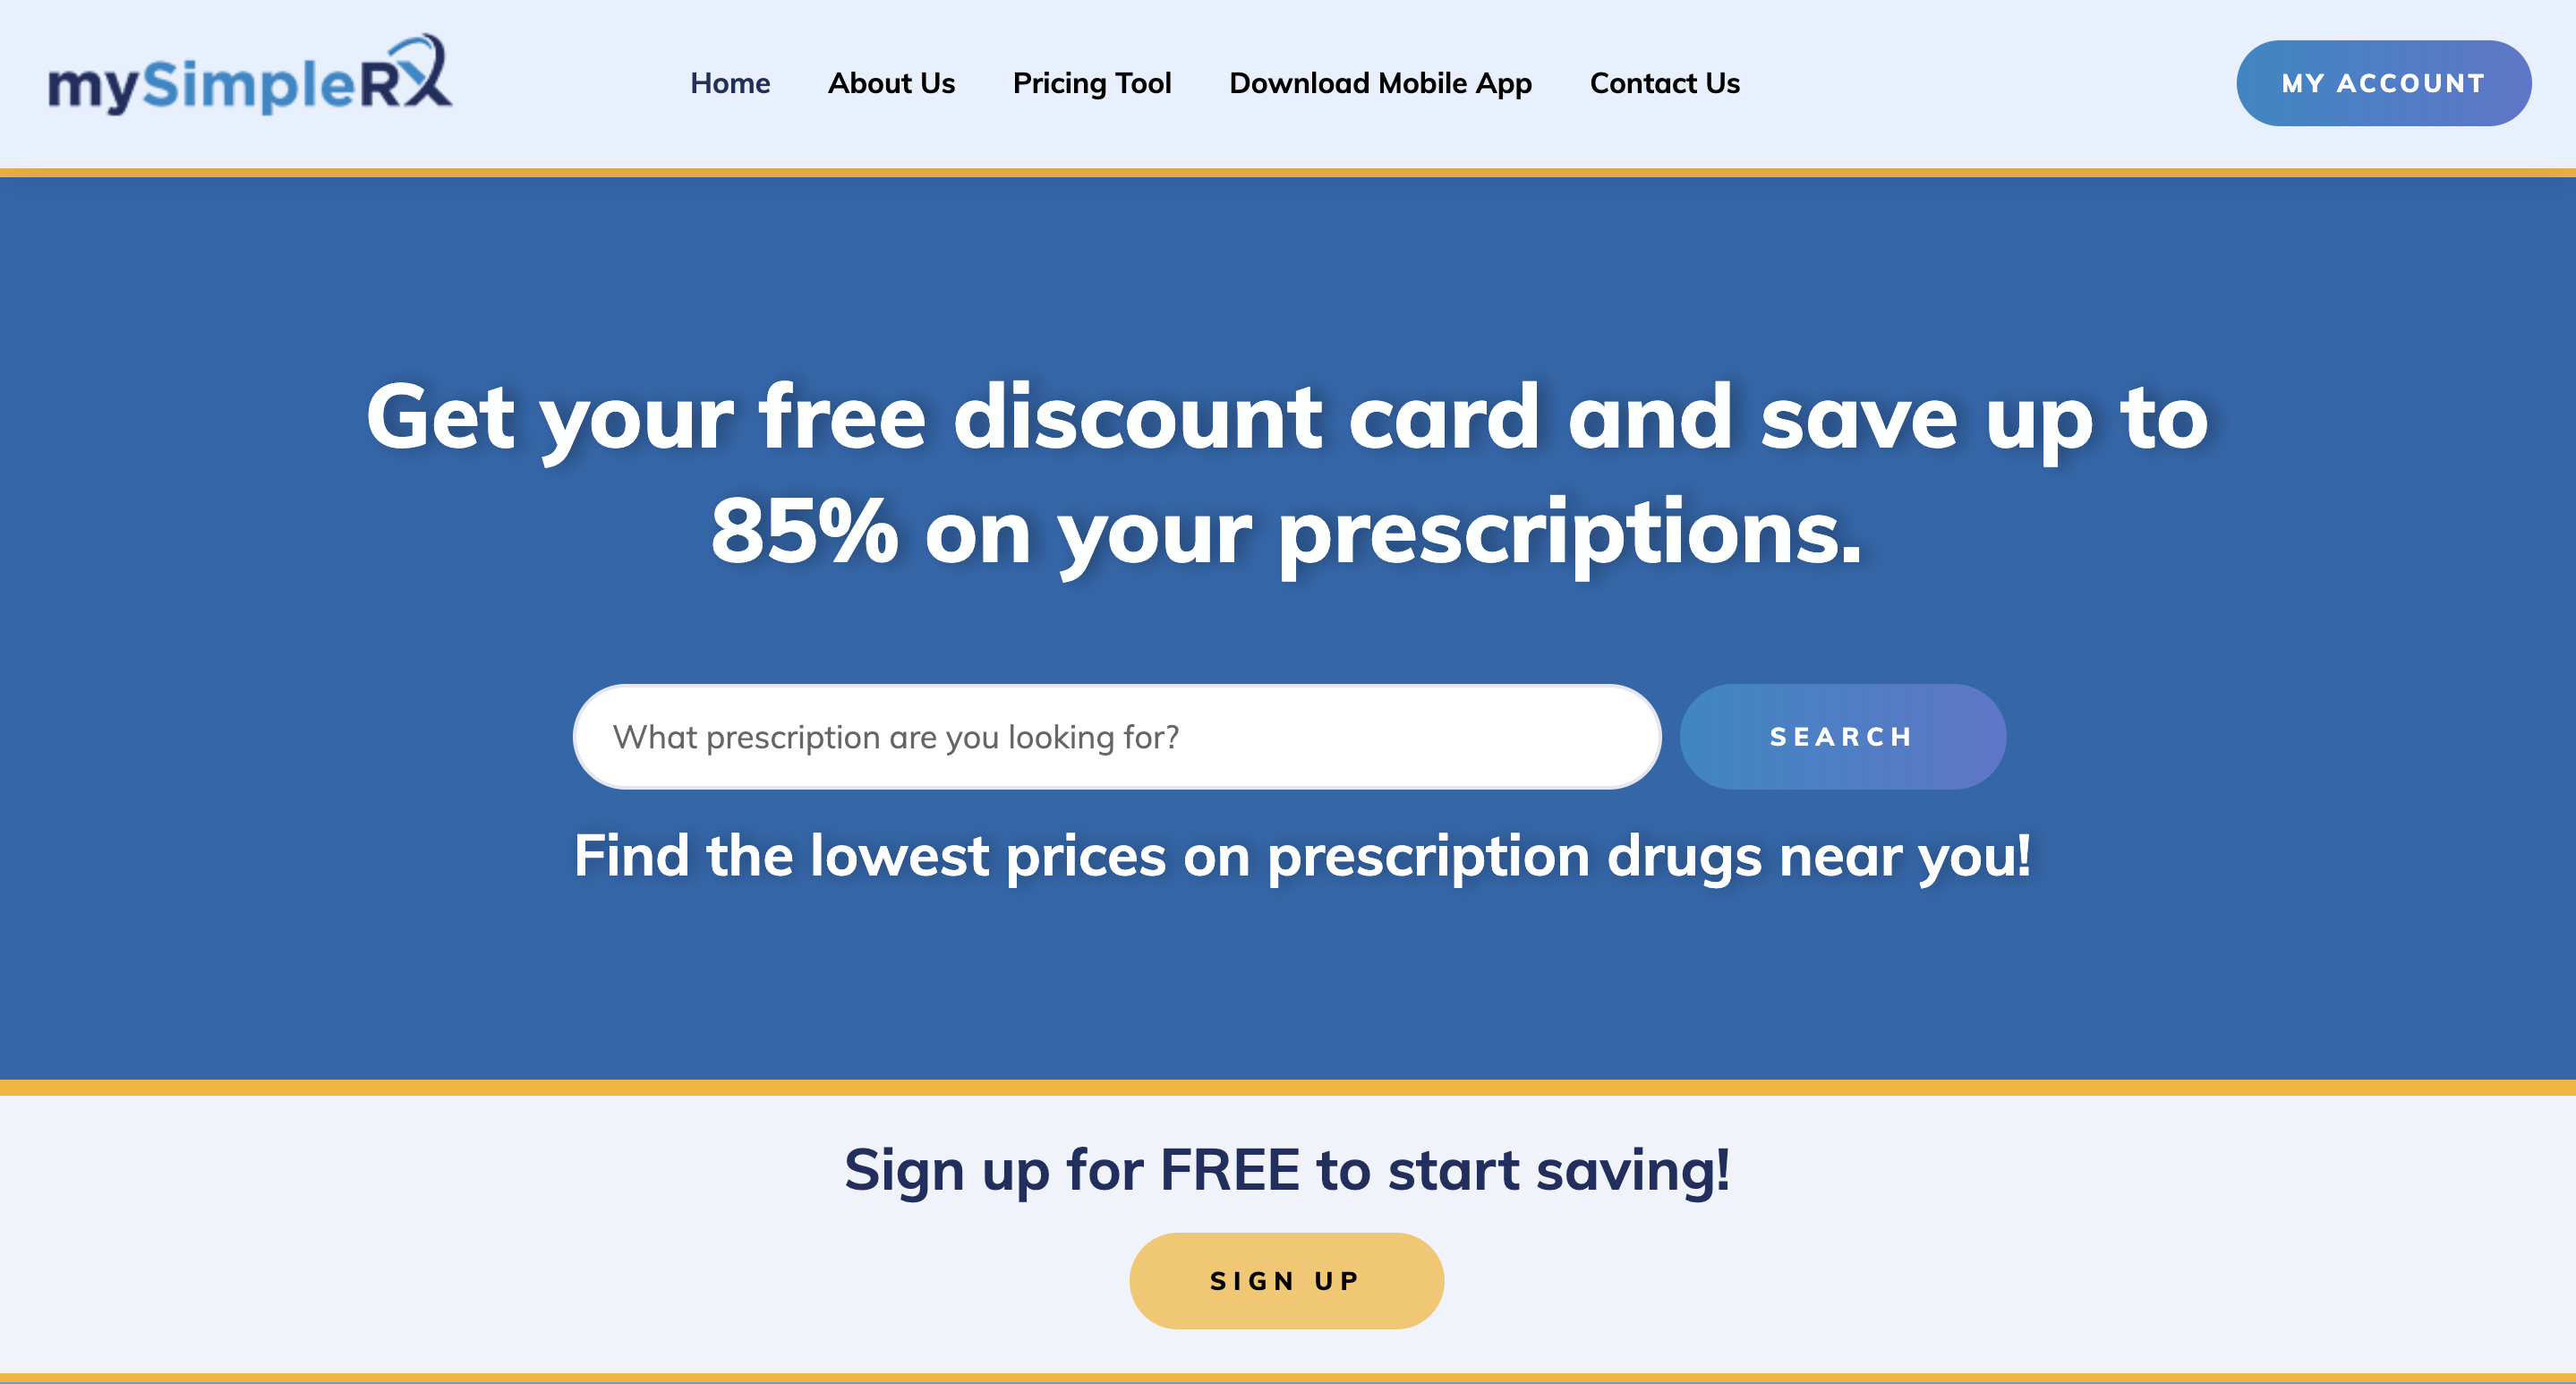 mySimpleRx
Home About Us Pricing Tool Download Mobile App Contact Us
MY ACCOUNT
Get your free discount card and save up to
85% on your prescriptions.
What prescription are you looking for?
SEARCH
Find the lowest prices on prescription drugs near you!
Sign up for FREE to start saving!
SIGN UP